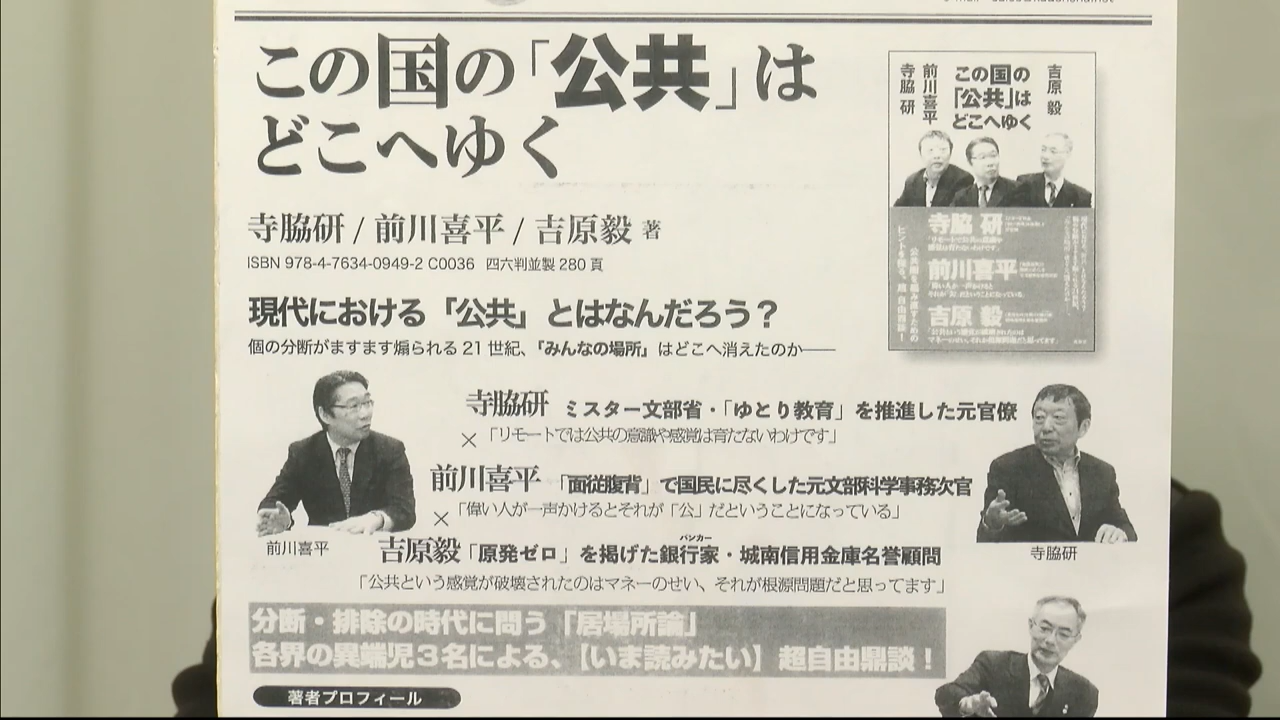 この国の「公共」は
どこへゆく
寺脇研 / 前川喜平 / 吉原毅 著
ISBN 978-4-7634-0949-2 C0036 四六判並製 280 頁
現代における「公共」とはなんだろう？
個の分断がますます煽られる 21 世紀、『みんなの場所』はどこへ消えたのか――
吉原 毅
この国の
「公共」は
どこへゆく
前川喜平
寺脇 研
寺脇 研
前川喜平
吉原 毅
寺脇研 ミスター文部省・「ゆとり教育」を推進した元官僚
×「リモートでは公共の意識や感覚は育たないわけです」
前川喜平 「面従腹背」で国民に尽くした元文部科学事務次官
×「偉い人が一声かけるとそれが「公」だということになっている」
バンカー
吉原毅「原発ゼロ」を掲げた銀行家・城南信用金庫名誉顧問
「公共という感覚が破壊されたのはマネーのせい、それが根源問題だと思ってます」
前川喜平
寺脇研
分断・排除の時代に問う「居場所論」
各界の異端児３名による、【いま読みたい】超自由鼎談！
著者プロフィール